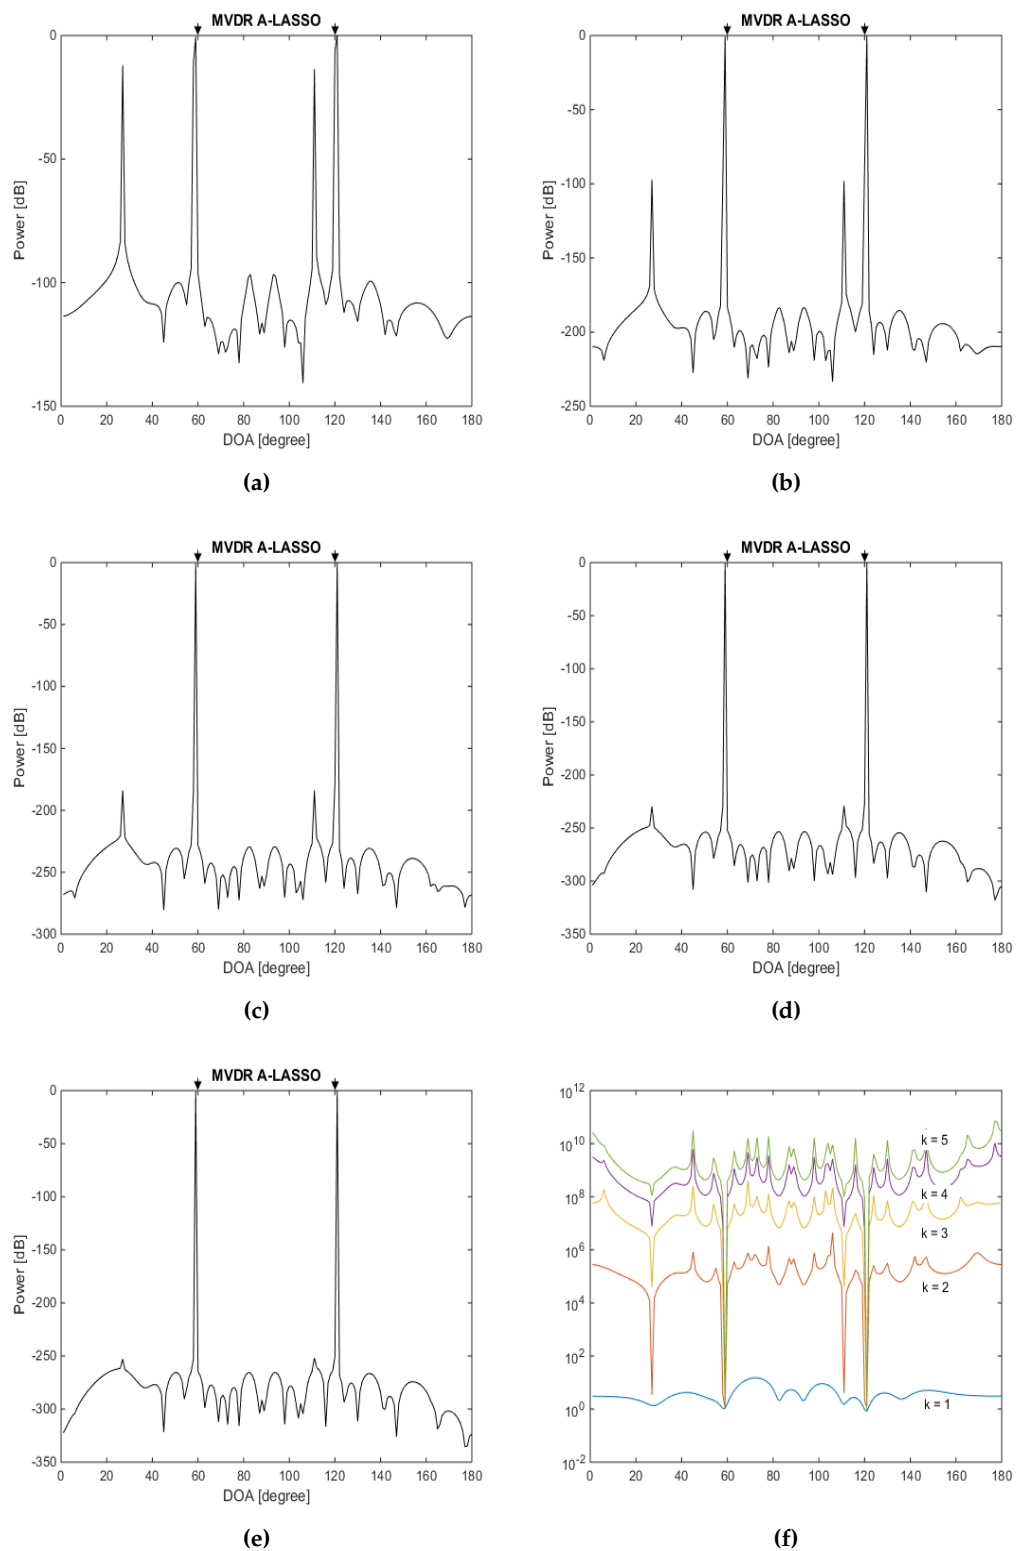 MVDR A-LASSO
MVDR A-LASSO
0
-50
-100
-150
Power [dB]
0 20 40 60 80 100 120 140 160 180
DOA [degree]
(a)
0
-50
-100
-150
-200
-250
Power [dB]
0 20 40 60 80 100 120 140 160 180
DOA [degree]
(b)
MVDR A-LASSO
MVDR A-LASSO
0
-50
-100
-150
-200
-250
-300
Power [dB]
0 20 40 60 80 100 120 140 160 180
DOA [degree]
(c)
0
-50
-100
-150
-200
-250
-300
-350
Power [dB]
0 20 40 60 80 100 120 140 160 180
DOA [degree]
(d)
MVDR A-LASSO
0
-50
-100
-150
-200
-250
-300
-350
Power [dB]
0 20 40 60 80 100 120 140 160 180
DOA [degree]
(e)
10^12
10^10
10^8
10^6
10^4
10^2
10^0
10^-2
k = 5
k = 4
k = 3
k = 2
k = 1
0 20 40 60 80 100 120 140 160 180
(f)